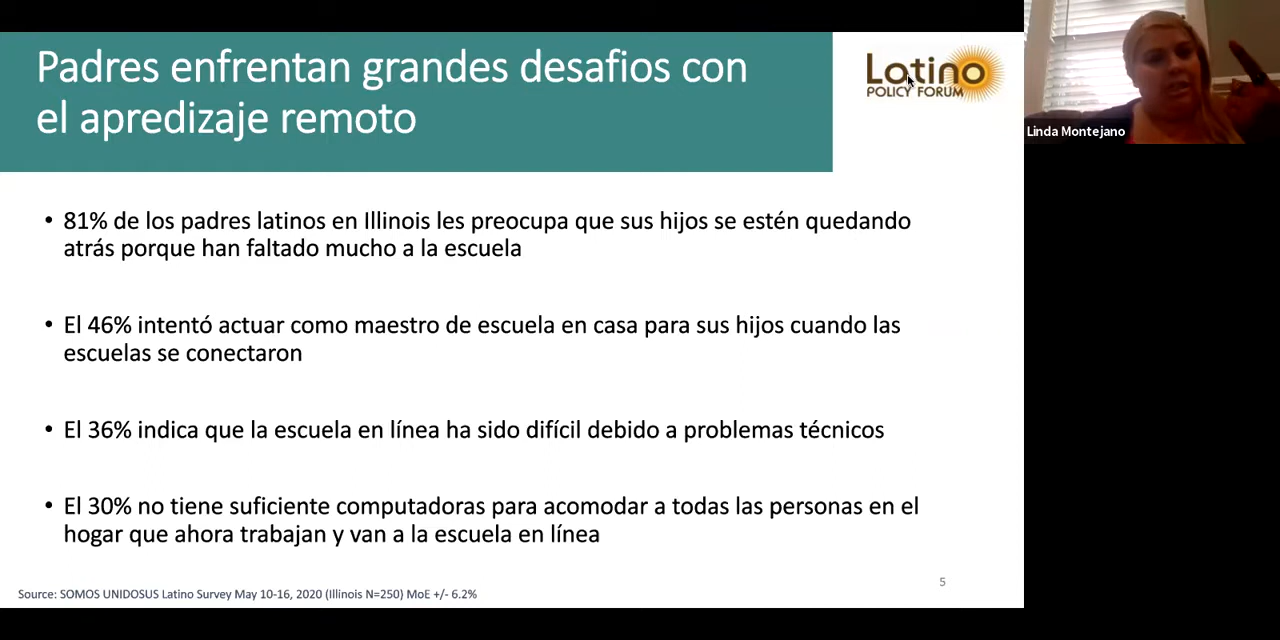 Padres enfrentan grandes desafios con
el apredizaje remoto
Latino
POLICY FORUM
Linda Montejano
• 81% de los padres latinos en Illinois les preocupa que sus hijos se estén quedando
atrás porque han faltado mucho a la escuela
• El 46% intentó actuar como maestro de escuela en casa para sus hijos cuando las
escuelas se conectaron
• El 36% indica que la escuela en línea ha sido difícil debido a problemas técnicos
• El 30% no tiene suficiente computadoras para acomodar a todas las personas en el
hogar que ahora trabajan y van a la escuela en línea
5
Source: SOMOS UNIDOSUS Latino Survey May 10-16, 2020 (Illinois N=250) MoE +/- 6.2%